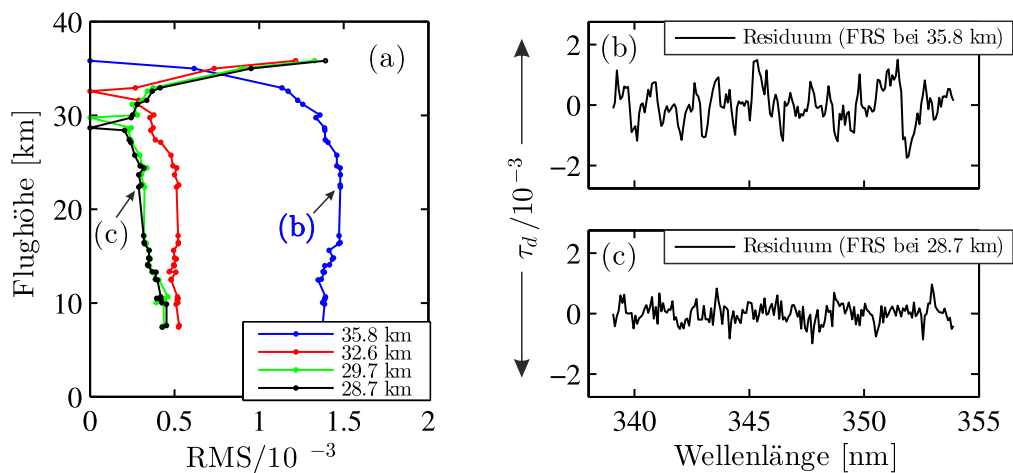 40
30
20
10
0
Flughöhe [km]
(a)
(b)
(c)
35.8 km
32.6 km
29.7 km
28.7 km
0
0.5
1
1.5
2
RMS/10 ⁻³
τd/10⁻³
2
0
−2
(b)
Residuum (FRS bei 35.8 km)
2
0
−2
(c)
Residuum (FRS bei 28.7 km)
340
345
350
355
Wellenlänge [nm]